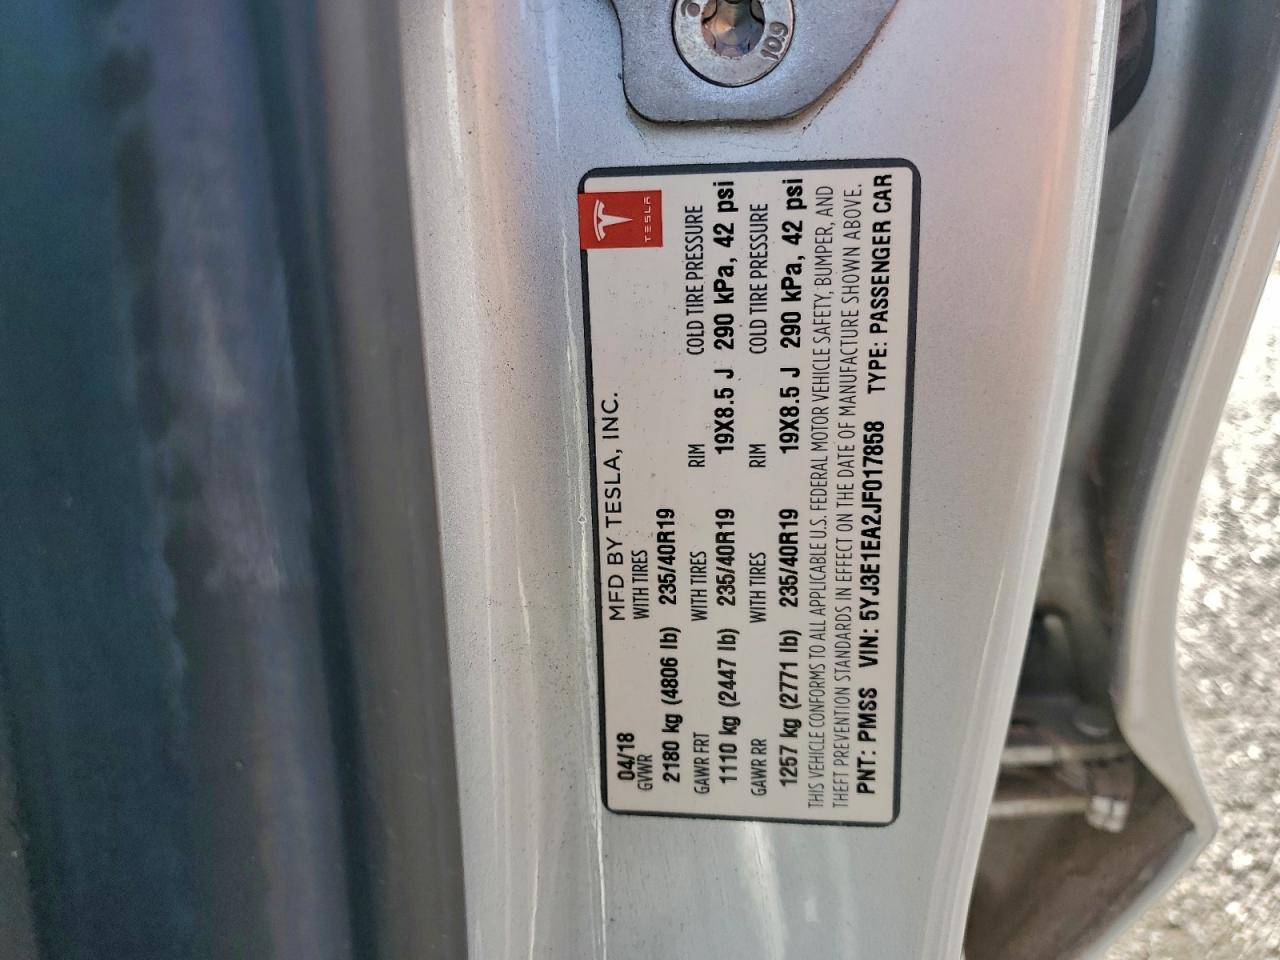 10.9
TESLA
MFD BY TESLA, INC.
04/18
GVWR WITH TIRES
2180 kg (4806 lb) 235/40R19
GAWR FRT WITH TIRES RIM COLD TIRE PRESSURE
1110 kg (2447 lb) 235/40R19 19X8.5 J 290 kPa, 42 psi
GAWR RR WITH TIRES RIM COLD TIRE PRESSURE
1257 kg (2771 lb) 235/40R19 19X8.5 J 290 kPa, 42 psi
THIS VEHICLE CONFORMS TO ALL APPLICABLE U.S. FEDERAL MOTOR VEHICLE SAFETY, BUMPER, AND
THEFT PREVENTION STANDARDS IN EFFECT ON THE DATE OF MANUFACTURE SHOWN ABOVE.
PNT: PMSS VIN: 5YJ3E1EA2JF017858 TYPE: PASSENGER CAR